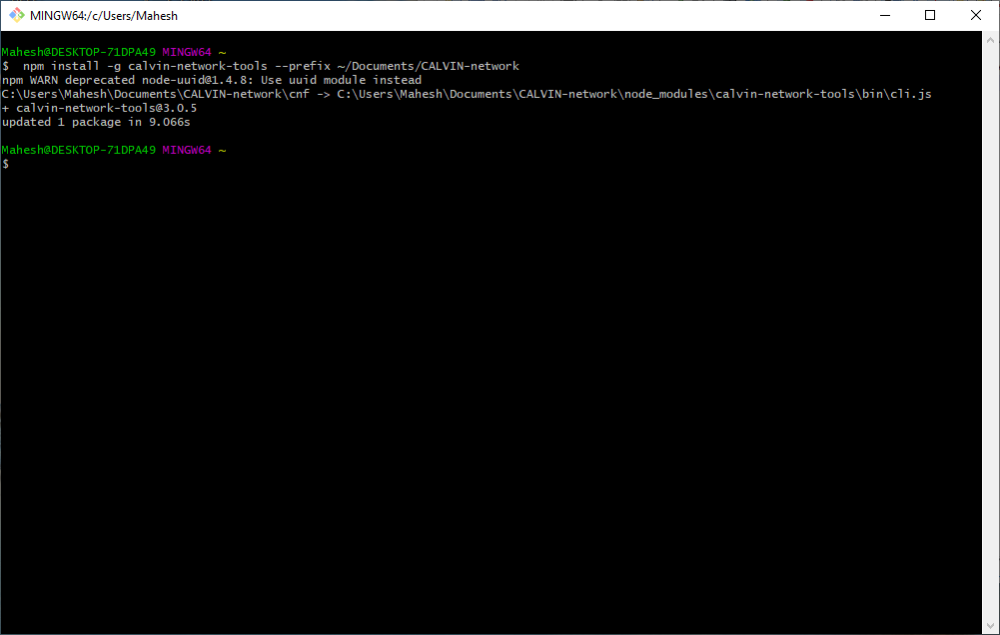 MINGW64:/c/Users/Mahesh
Mahesh@DESKTOP-71DPA49 MINGW64 ~
$  npm install -g calvin-network-tools --prefix ~/Documents/CALVIN-network
npm WARN deprecated node-uuid@1.4.8: Use uuid module instead
C:\Users\Mahesh\Documents\CALVIN-network\cnf -> C:\Users\Mahesh\Documents\CALVIN-network\node_modules\calvin-network-tools\bin\cli.js
+ calvin-network-tools@3.0.5
updated 1 package in 9.066s
Mahesh@DESKTOP-71DPA49 MINGW64 ~
$